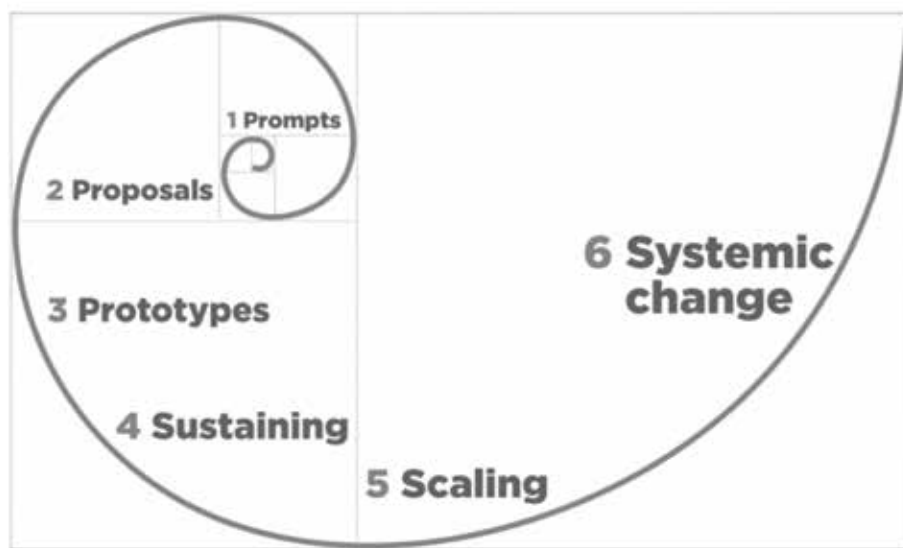 1 Prompts
2 Proposals
3 Prototypes
4 Sustaining
5 Scaling
6 Systemic
change